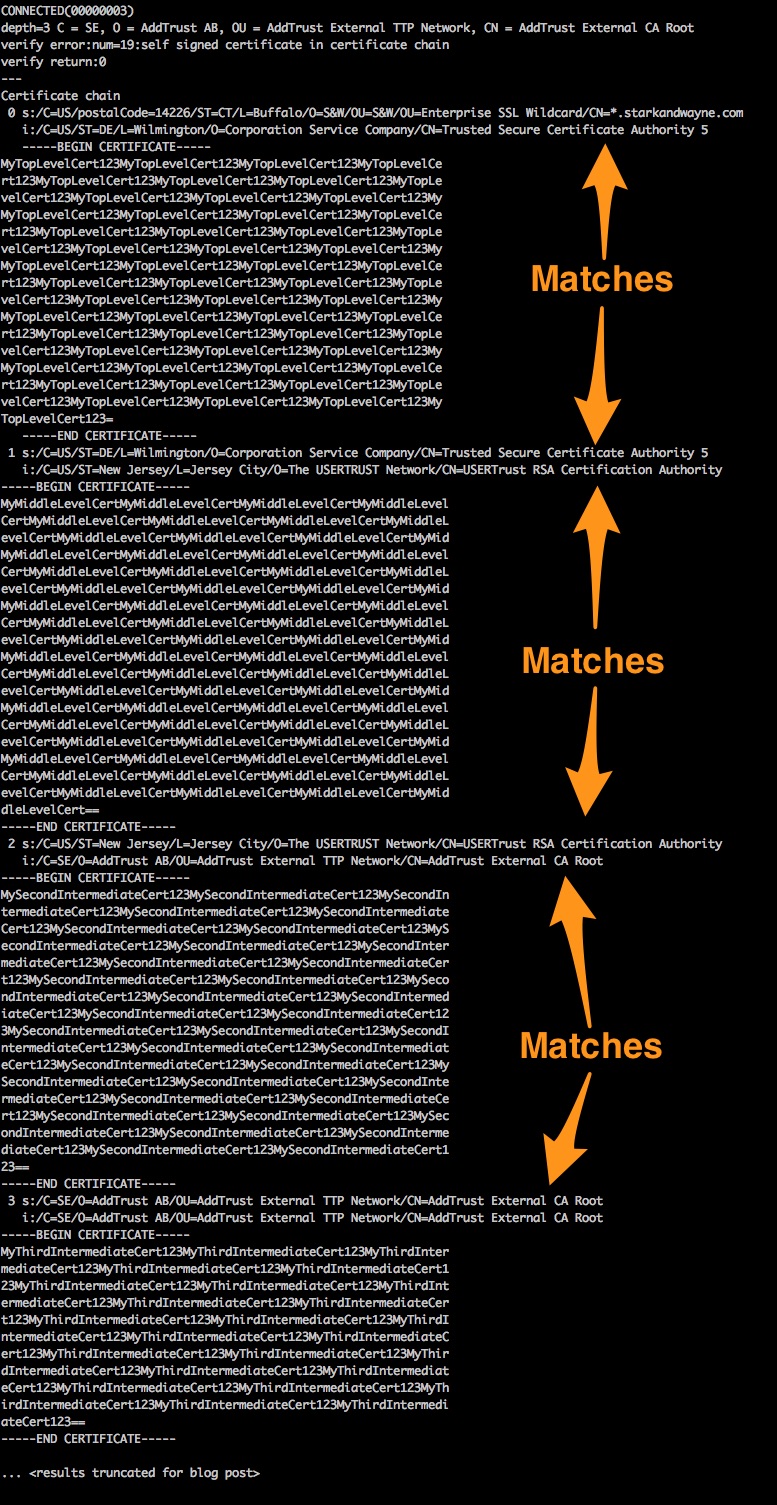 CONNECTED(00000003)
depth=3 C = SE, O = AddTrust AB, OU = AddTrust External TTP Network, CN = AddTrust External CA Root
verify error:num=19:self signed certificate in certificate chain
verify return:0
---
Certificate chain
0 s:/C=US/postalCode=14226/ST=CT/L=Buffalo/O=S&W/OU=S&W/OU=Enterprise SSL Wildcard/CN=*.starkandwayne.com
i:/C=US/ST=DE/L=Wilmington/O=Corporation Service Company/CN=Trusted Secure Certificate Authority 5
-----BEGIN CERTIFICATE-----
MyTopLevelCert123MyTopLevelCert123MyTopLevelCert123MyTopLevelCe
rt123MyTopLevelCert123MyTopLevelCert123MyTopLevelCert123MyTopLe
velCert123MyTopLevelCert123MyTopLevelCert123MyTopLevelCert123My
MyTopLevelCert123MyTopLevelCert123MyTopLevelCert123MyTopLevelCe
rt123MyTopLevelCert123MyTopLevelCert123MyTopLevelCert123MyTopLe
velCert123MyTopLevelCert123MyTopLevelCert123MyTopLevelCert123My
MyTopLevelCert123MyTopLevelCert123MyTopLevelCert123MyTopLevelCe
Matches
rt123MyTopLevelCert123MyTopLevelCert123MyTopLevelCert123MyTopLe
velCert123MyTopLevelCert123MyTopLevelCert123MyTopLevelCert123My
MyTopLevelCert123MyTopLevelCert123MyTopLevelCert123MyTopLevelCe
rt123MyTopLevelCert123MyTopLevelCert123MyTopLevelCert123MyTopLe
velCert123MyTopLevelCert123MyTopLevelCert123MyTopLevelCert123My
MyTopLevelCert123MyTopLevelCert123MyTopLevelCert123MyTopLevelCe
rt123MyTopLevelCert123MyTopLevelCert123MyTopLevelCert123MyTopLe
velCert123MyTopLevelCert123MyTopLevelCert123MyTopLevelCert123My
TopLevelCert123=
-----END CERTIFICATE-----
1 s:/C=US/ST=DE/L=Wilmington/O=Corporation Service Company/CN=Trusted Secure Certificate Authority 5
i:/C=US/ST=New Jersey/L=Jersey City/O=The USERTRUST Network/CN=USERTrust RSA Certification Authority
-----BEGIN CERTIFICATE-----
MyMiddleLevelCertMyMiddleLevelCertMyMiddleLevelCertMyMiddleLevel
CertMyMiddleLevelCertMyMiddleLevelCertMyMiddleLevelCertMyMiddleL
evelCertMyMiddleLevelCertMyMiddleLevelCertMyMiddleLevelCertMyMid
MyMiddleLevelCertMyMiddleLevelCertMyMiddleLevelCertMyMiddleLevel
CertMyMiddleLevelCertMyMiddleLevelCertMyMiddleLevelCertMyMiddleL
evelCertMyMiddleLevelCertMyMiddleLevelCertMyMiddleLevelCertMyMid
MyMiddleLevelCertMyMiddleLevelCertMyMiddleLevelCertMyMiddleLevel
CertMyMiddleLevelCertMyMiddleLevelCertMyMiddleLevelCertMyMiddleL
evelCertMyMiddleLevelCertMyMiddleLevelCertMyMiddleLevelCertMyMid
MyMiddleLevelCertMyMiddleLevelCertMyMiddleLevelCertMyMiddleLevel
Matches
CertMyMiddleLevelCertMyMiddleLevelCertMyMiddleLevelCertMyMiddleL
evelCertMyMiddleLevelCertMyMiddleLevelCertMyMiddleLevelCertMyMid
MyMiddleLevelCertMyMiddleLevelCertMyMiddleLevelCertMyMiddleLevel
CertMyMiddleLevelCertMyMiddleLevelCertMyMiddleLevelCertMyMiddleL
evelCertMyMiddleLevelCertMyMiddleLevelCertMyMiddleLevelCertMyMid
MyMiddleLevelCertMyMiddleLevelCertMyMiddleLevelCertMyMiddleLevel
CertMyMiddleLevelCertMyMiddleLevelCertMyMiddleLevelCertMyMiddleL
evelCertMyMiddleLevelCertMyMiddleLevelCertMyMiddleLevelCertMyMid
dleLevelCert==
-----END CERTIFICATE-----
2 s:/C=US/ST=New Jersey/L=Jersey City/O=The USERTRUST Network/CN=USERTrust RSA Certification Authority
i:/C=SE/O=AddTrust AB/OU=AddTrust External TTP Network/CN=AddTrust External CA Root
-----BEGIN CERTIFICATE-----
MySecondIntermediateCert123MySecondIntermediateCert123MySecondIn
termediateCert123MySecondIntermediateCert123MySecondIntermediate
Cert123MySecondIntermediateCert123MySecondIntermediateCert123MyS
econdIntermediateCert123MySecondIntermediateCert123MySecondInter
mediateCert123MySecondIntermediateCert123MySecondIntermediateCer
t123MySecondIntermediateCert123MySecondIntermediateCert123MySeco
ndIntermediateCert123MySecondIntermediateCert123MySecondIntermed
iateCert123MySecondIntermediateCert123MySecondIntermediateCert12
3MySecondIntermediateCert123MySecondIntermediateCert123MySecondI
ntermediateCert123MySecondIntermediateCert123MySecondIntermediat
Matches
eCert123MySecondIntermediateCert123MySecondIntermediateCert123My
SecondIntermediateCert123MySecondIntermediateCert123MySecondInte
rmediateCert123MySecondIntermediateCert123MySecondIntermediateCe
rt123MySecondIntermediateCert123MySecondIntermediateCert123MySec
ondIntermediateCert123MySecondIntermediateCert123MySecondInterme
diateCert123MySecondIntermediateCert123MySecondIntermediateCert1
23==
-----END CERTIFICATE-----
3 s:/C=SE/O=AddTrust AB/OU=AddTrust External TTP Network/CN=AddTrust External CA Root
i:/C=SE/O=AddTrust AB/OU=AddTrust External TTP Network/CN=AddTrust External CA Root
-----BEGIN CERTIFICATE-----
MyThirdIntermediateCert123MyThirdIntermediateCert123MyThirdInter
mediateCert123MyThirdIntermediateCert123MyThirdIntermediateCert1
23MyThirdIntermediateCert123MyThirdIntermediateCert123MyThirdInt
ermediateCert123MyThirdIntermediateCert123MyThirdIntermediateCer
t123MyThirdIntermediateCert123MyThirdIntermediateCert123MyThirdI
ntermediateCert123MyThirdIntermediateCert123MyThirdIntermediateC
ert123MyThirdIntermediateCert123MyThirdIntermediateCert123MyThir
dIntermediateCert123MyThirdIntermediateCert123MyThirdIntermediat
eCert123MyThirdIntermediateCert123MyThirdIntermediateCert123MyTh
irdIntermediateCert123MyThirdIntermediateCert123MyThirdIntermedi
ateCert123==
-----END CERTIFICATE-----
... <results truncated for blog post>